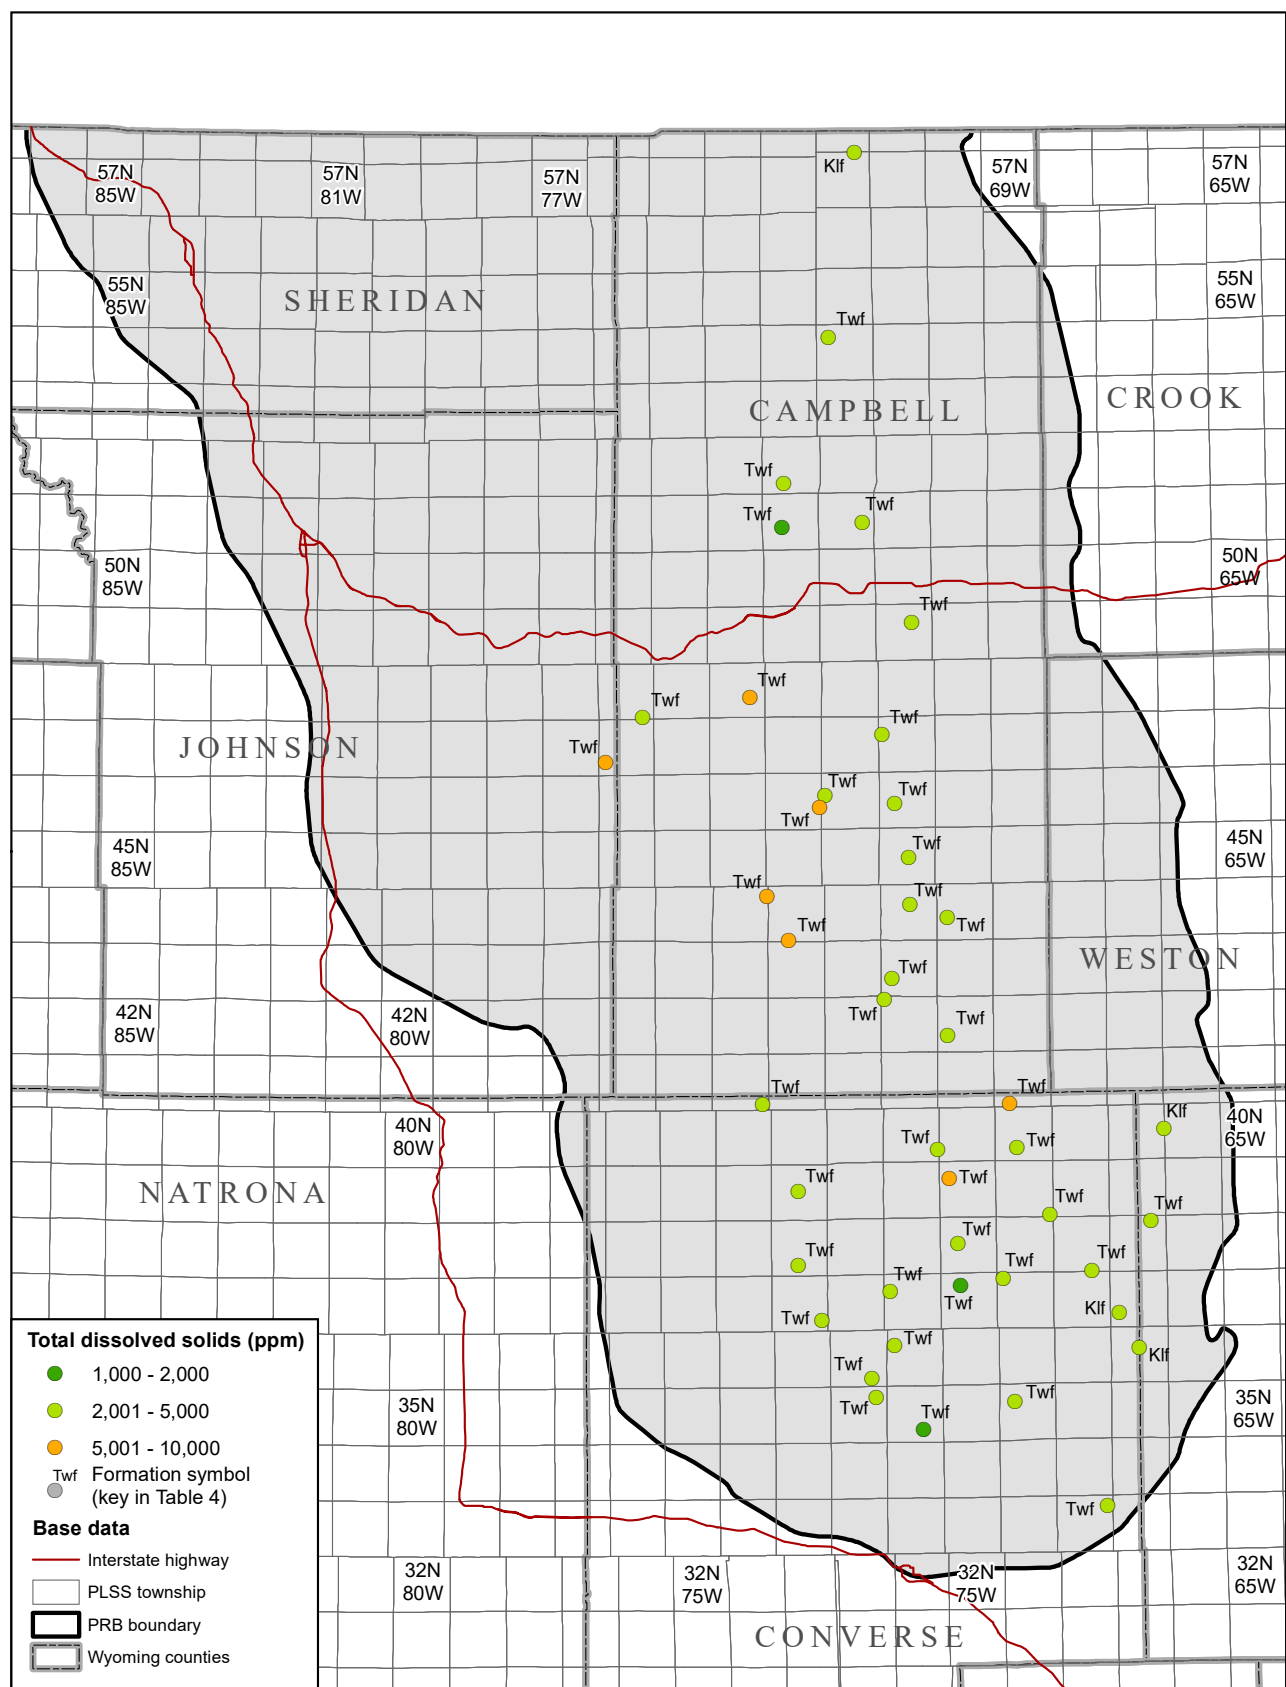 Klf
57N
85W
57N
81W
57N
77W
57N
69W
57N
65W
55N
85W
SHERIDAN
55N
65W
Twf
CAMPBELL
CROOK
Twf
Twf
Twf
50N
85W
50N
65W
Twf
Twf
Twf
Twf
JOHNSON
Twf
Twf
Twf
Twf
45N
85W
Twf
45N
65W
Twf
Twf
Twf
Twf
WESTON
Twf
Twf
42N
85W
42N
80W
Twf
Twf
Twf
Klf
40N
65W
40N
80W
Twf
Twf
Twf
Twf
NATRONA
Twf
Twf
Twf
Twf
Twf
Twf
Twf
Twf
Klf
Twf
Twf
Klf
Twf
Twf
Twf
Twf
35N
80W
35N
65W
Twf
32N
80W
32N
75W
32N
75W
32N
65W
CONVERSE
Total dissolved solids (ppm)
1,000 - 2,000
2,001 - 5,000
5,001 - 10,000
Twf Formation symbol
(key in Table 4)
Base data
Interstate highway
PLSS township
PRB boundary
Wyoming counties